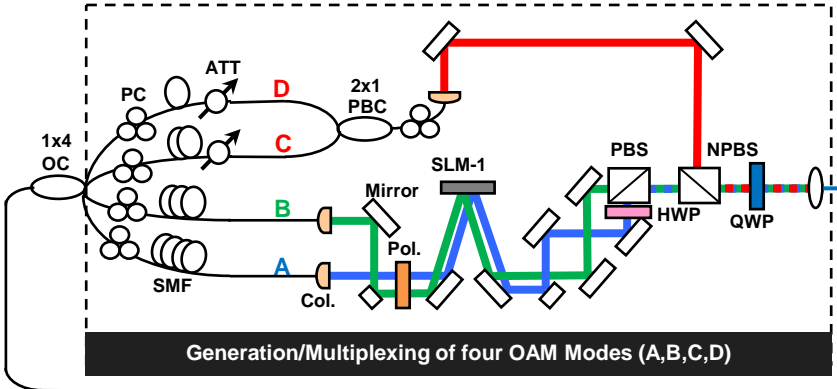 ATT
D
2x1
PBC
PC
C
1x4
OC
SLM-1
PBS
NPBS
Mirror
B
HWP
QWP
Pol.
A
SMF
Col.
Generation/Multiplexing of four OAM Modes (A,B,C,D)